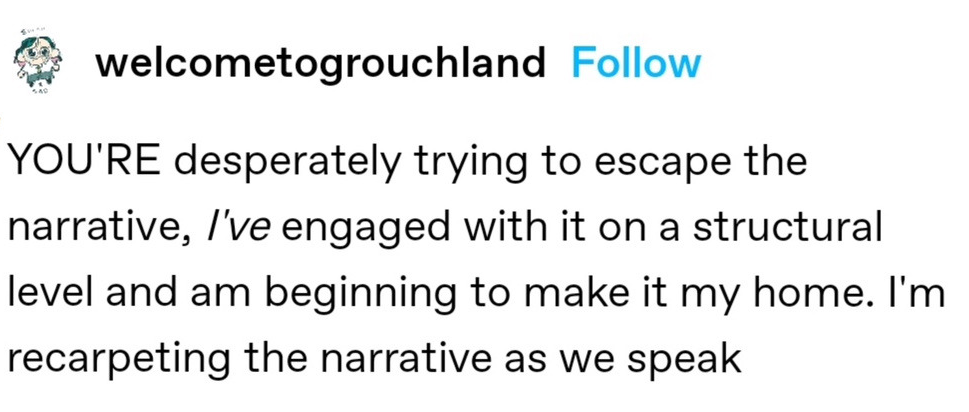 welcometogrouchland Follow
YOU'RE desperately trying to escape the
narrative, I've engaged with it on a structural
level and am beginning to make it my home. I'm
recarpeting the narrative as we speak